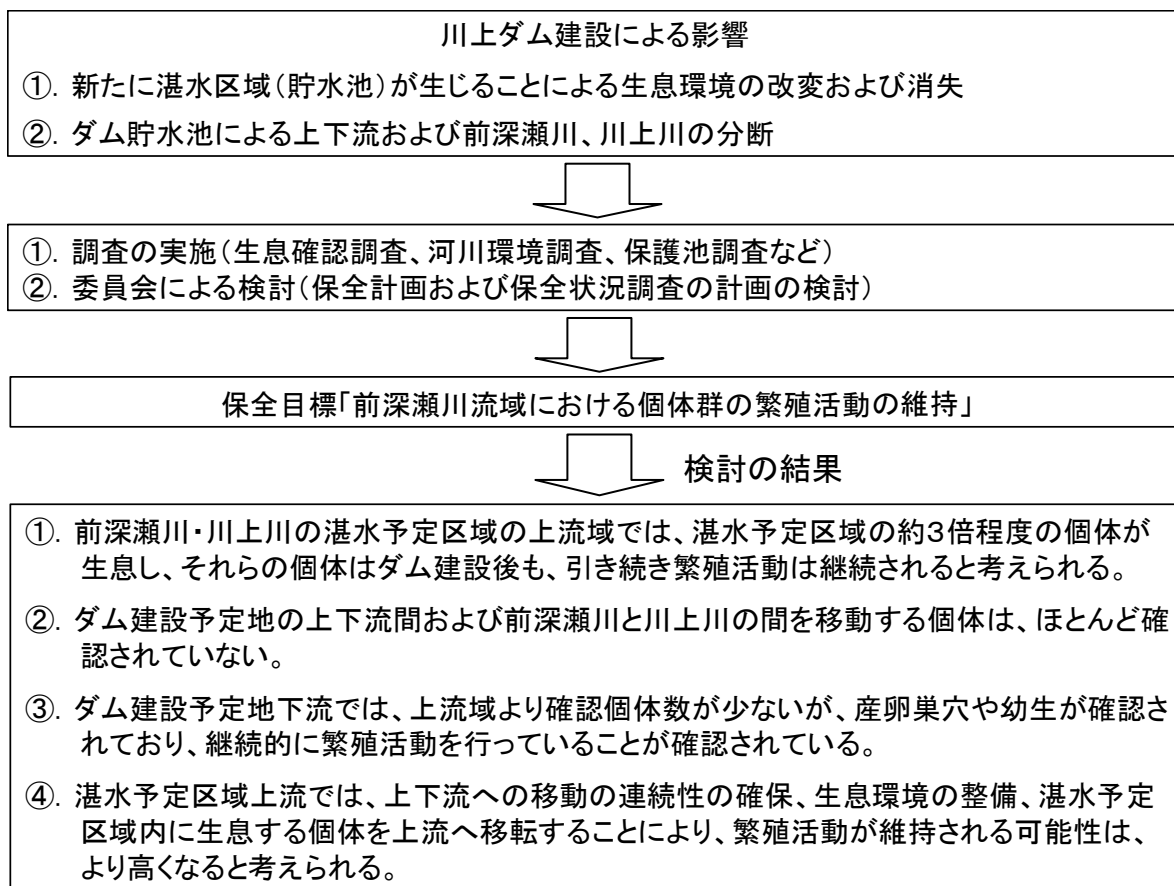 川上ダム建設による影響
①. 新たに湛水区域(貯水池)が生じることによる生息環境の改変および消失
②. ダム貯水池による上下流および前深瀬川、川上川の分断
①. 調査の実施(生息確認調査、河川環境調査、保護池調査など)
②. 委員会による検討(保全計画および保全状況調査の計画の検討)
保全目標「前深瀬川流域における個体群の繁殖活動の維持」
検討の結果
①. 前深瀬川・川上川の湛水予定区域の上流域では、湛水予定区域の約3倍程度の個体が
生息し、それらの個体はダム建設後も、引き続き繁殖活動は継続されると考えられる。
②. ダム建設予定地の上下流間および前深瀬川と川上川の間を移動する個体は、ほとんど確
認されていない。
③. ダム建設予定地下流では、上流域より確認個体数が少ないが、産卵巣穴や幼生が確認さ
れており、継続的に繁殖活動を行っていることが確認されている。
④. 湛水予定区域上流では、上下流への移動の連続性の確保、生息環境の整備、湛水予定
区域内に生息する個体を上流へ移転することにより、繁殖活動が維持される可能性は、
より高くなると考えられる。